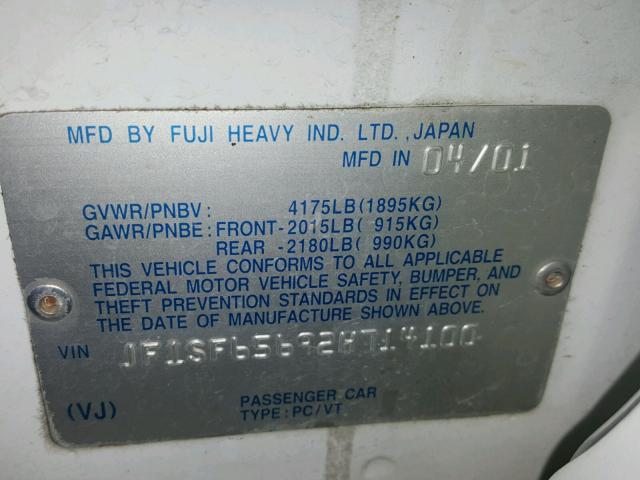 MFD BY FUJI HEAVY IND. LTD., JAPAN
MFD IN 04/01
GVWR/PNBV: 4175LB(1895KG)
GAWR/PNBE: FRONT-2015LB( 915KG)
REAR -2180LB( 990KG)
THIS VEHICLE CONFORMS TO ALL APPLICABLE
FEDERAL MOTOR VEHICLE SAFETY, BUMPER, AND
THEFT PREVENTION STANDARDS IN EFFECT ON
THE DATE OF MANUFACTURE SHOWN ABOVE.
VIN JF1SF65692H714100
PASSENGER CAR
(VJ) TYPE: PC/VT